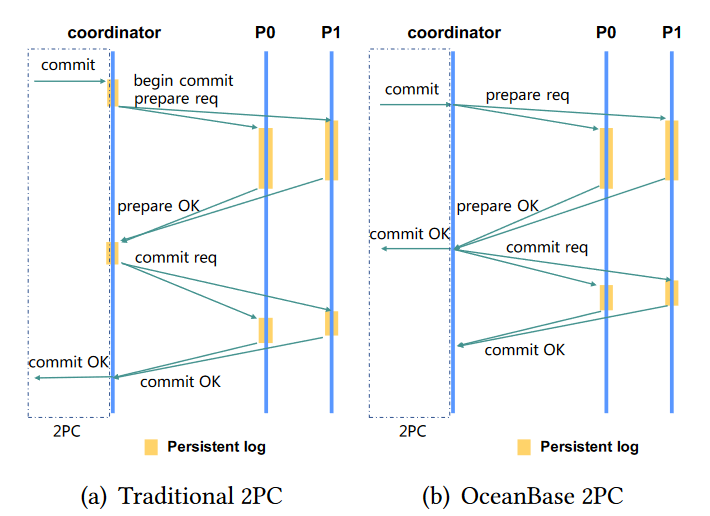 coordinator
P0
P1
commit
begin commit
prepare req
prepare OK
commit req
commit OK
commit OK
2PC
Persistent log
(a) Traditional 2PC
coordinator
P0
P1
commit
prepare req
prepare OK
commit OK
commit req
commit OK
2PC
Persistent log
(b) OceanBase 2PC